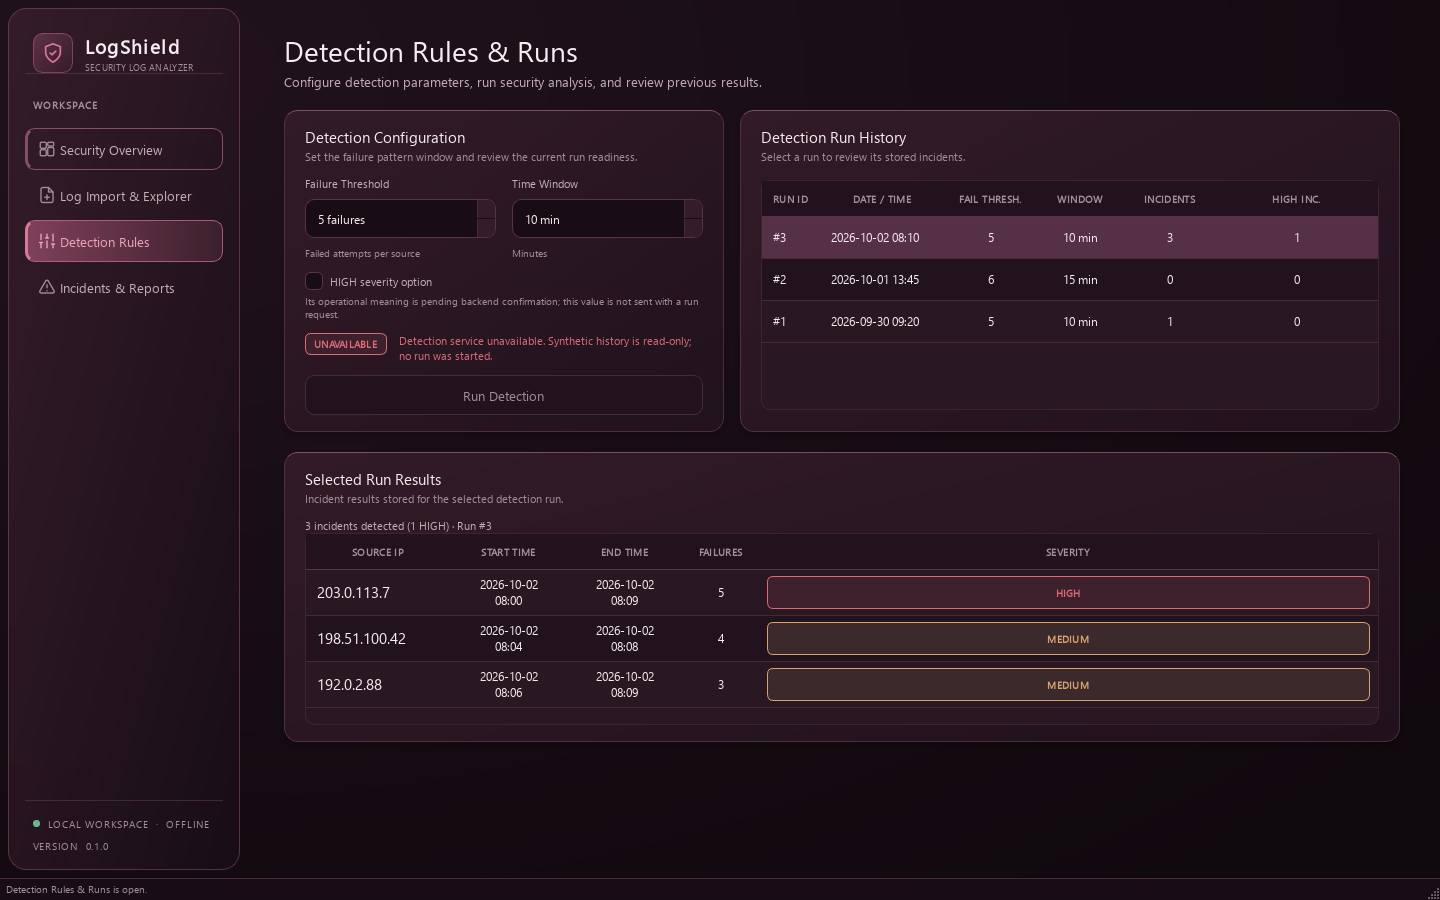 LogShield
SECURITY LOG ANALYZER
WORKSPACE
Security Overview
Log Import & Explorer
Detection Rules
Incidents & Reports
LOCAL WORKSPACE · OFFLINE
VERSION 0.1.0
Detection Rules & Runs
Configure detection parameters, run security analysis, and review previous results.
Detection Configuration
Set the failure pattern window and review the current run readiness.
Failure Threshold Time Window
5 failures 10 min
Failed attempts per source Minutes
HIGH severity option
Its operational meaning is pending backend confirmation; this value is not sent with a run
request.
UNAVAILABLE
Detection service unavailable. Synthetic history is read-only;
no run was started.
Run Detection
Detection Run History
Select a run to review its stored incidents.
RUN ID DATE / TIME FAIL THRESH. WINDOW INCIDENTS HIGH INC.
#3 2026-10-02 08:10 5 10 min 3 1
#2 2026-10-01 13:45 6 15 min 0 0
#1 2026-09-30 09:20 5 10 min 1 0
Selected Run Results
Incident results stored for the selected detection run.
3 incidents detected (1 HIGH) · Run #3
SOURCE IP START TIME END TIME FAILURES SEVERITY
203.0.113.7 2026-10-02 08:00 2026-10-02 08:09 5 HIGH
198.51.100.42 2026-10-02 08:04 2026-10-02 08:08 4 MEDIUM
192.0.2.88 2026-10-02 08:06 2026-10-02 08:09 3 MEDIUM
Detection Rules & Runs is open.